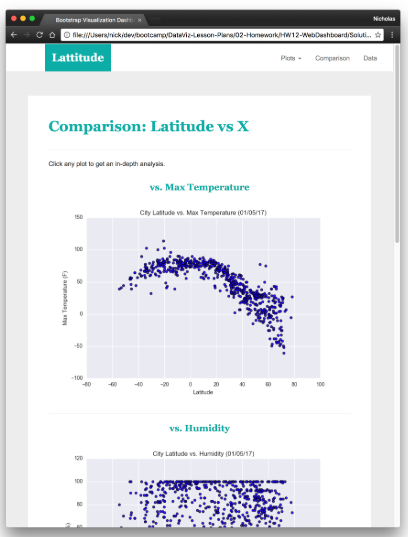 Bootstrap Visualization Dashb
Nicholas
file:///Users/nick/dev/bootcamp/DataViz-Lesson-Plans/02-Homework/HW12-WebDashboard/Soluti...
Lattitude
Plots
Comparison
Data
Comparison: Latitude vs X
Click any plot to get an in-depth analysis.
vs. Max Temperature
City Latitude vs. Max Temperature (01/05/17)
150
100
50
0
−50
−100
Max Temperature (F)
−80 −60 −40 −20 0 20 40 60 80 100
Latitude
vs. Humidity
City Latitude vs. Humidity (01/05/17)
120
100
80
60